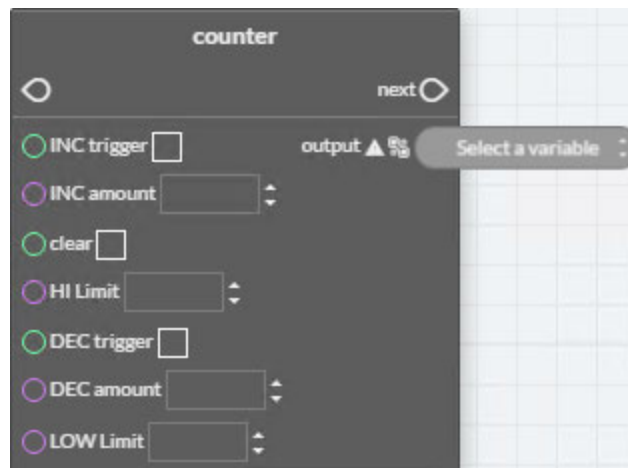 counter
next
INC trigger output Select a variable
INC amount
clear
HI Limit
DEC trigger
DEC amount
LOW Limit